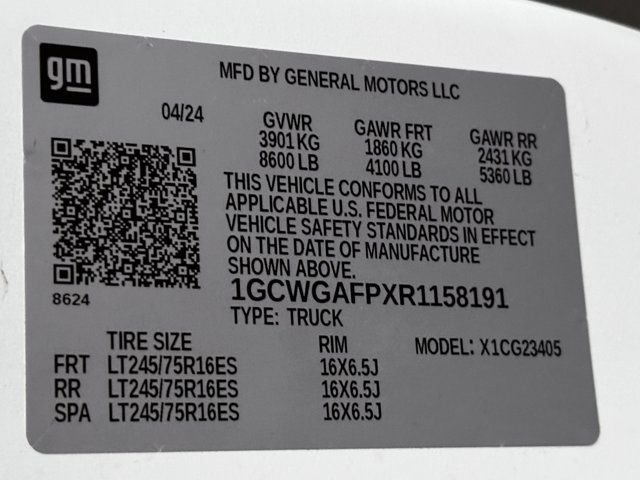 gm
MFD BY GENERAL MOTORS LLC
04/24
GVWR
3901 KG
8600 LB
GAWR FRT
1860 KG
4100 LB
GAWR RR
2431 KG
5360 LB
THIS VEHICLE CONFORMS TO ALL
APPLICABLE U.S. FEDERAL MOTOR
VEHICLE SAFETY STANDARDS IN EFFECT
ON THE DATE OF MANUFACTURE
SHOWN ABOVE.
8624
1GCWGAFPXR1158191
TYPE: TRUCK
TIRE SIZE RIM MODEL: X1CG23405
FRT LT245/75R16ES 16X6.5J
RR LT245/75R16ES 16X6.5J
SPA LT245/75R16ES 16X6.5J